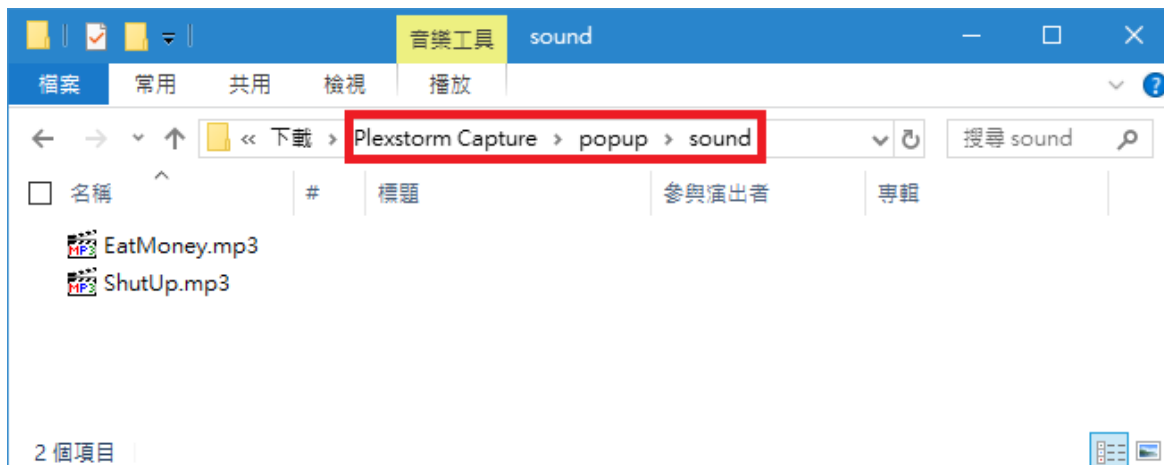 音樂工具 sound
檔案 常用 共用 檢視 播放
« 下載 › Plexstorm Capture › popup › sound 搜尋 sound
名稱 # 標題 參與演出者 專輯
EatMoney.mp3
ShutUp.mp3
2 個項目